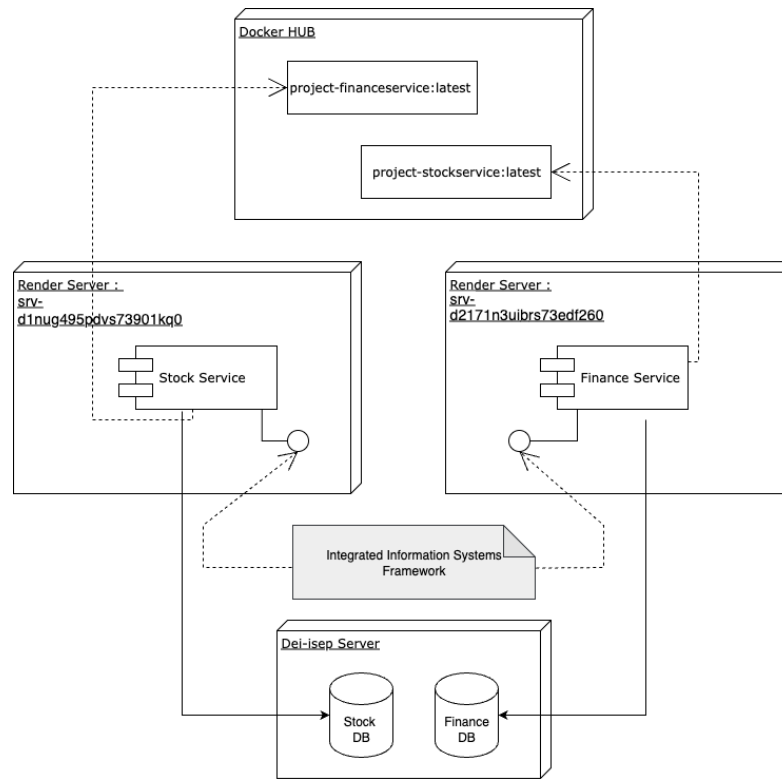 Docker HUB
project-financeservice:latest
project-stockservice:latest
Render Server :
srv-
d1nug495pdvs73901kq0
Stock Service
Render Server :
srv-
d2171n3uibrs73edf260
Finance Service
Integrated Information Systems
Framework
Dei-isep Server
Stock
DB
Finance
DB